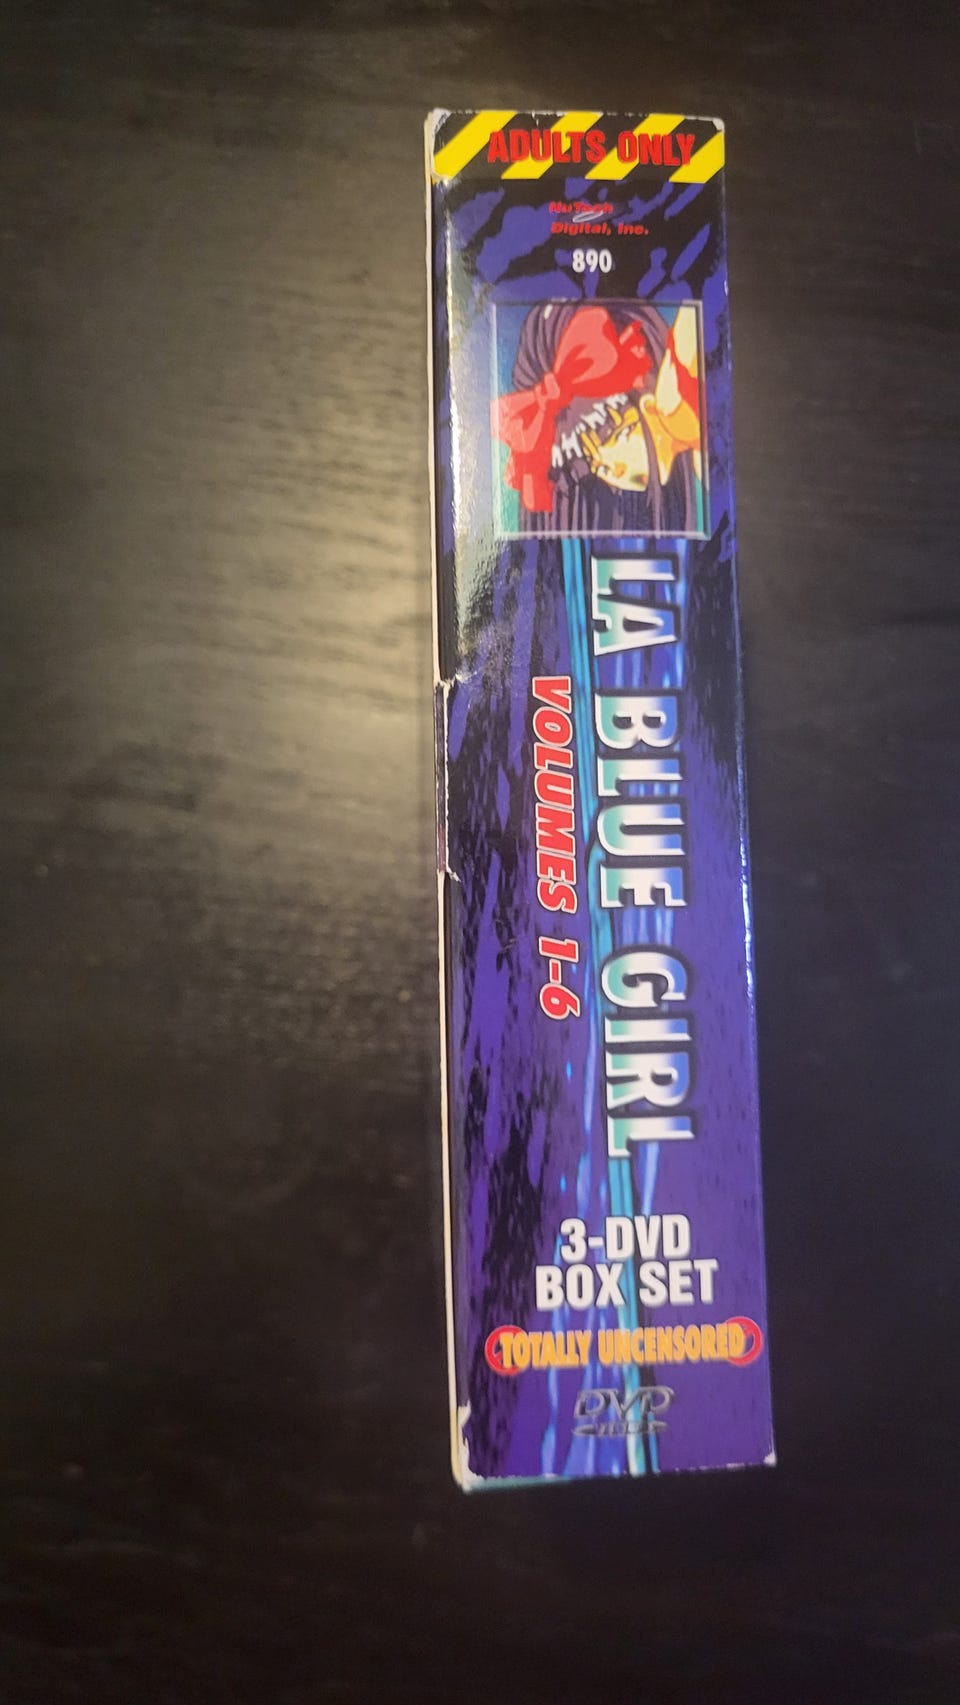 ADULTS ONLY
NuTech
Digital, Inc.
890
LA BLUE GIRL
VOLUMES 1-6
3-DVD
BOX SET
TOTALLY UNCENSORED
DVD
VIDEO